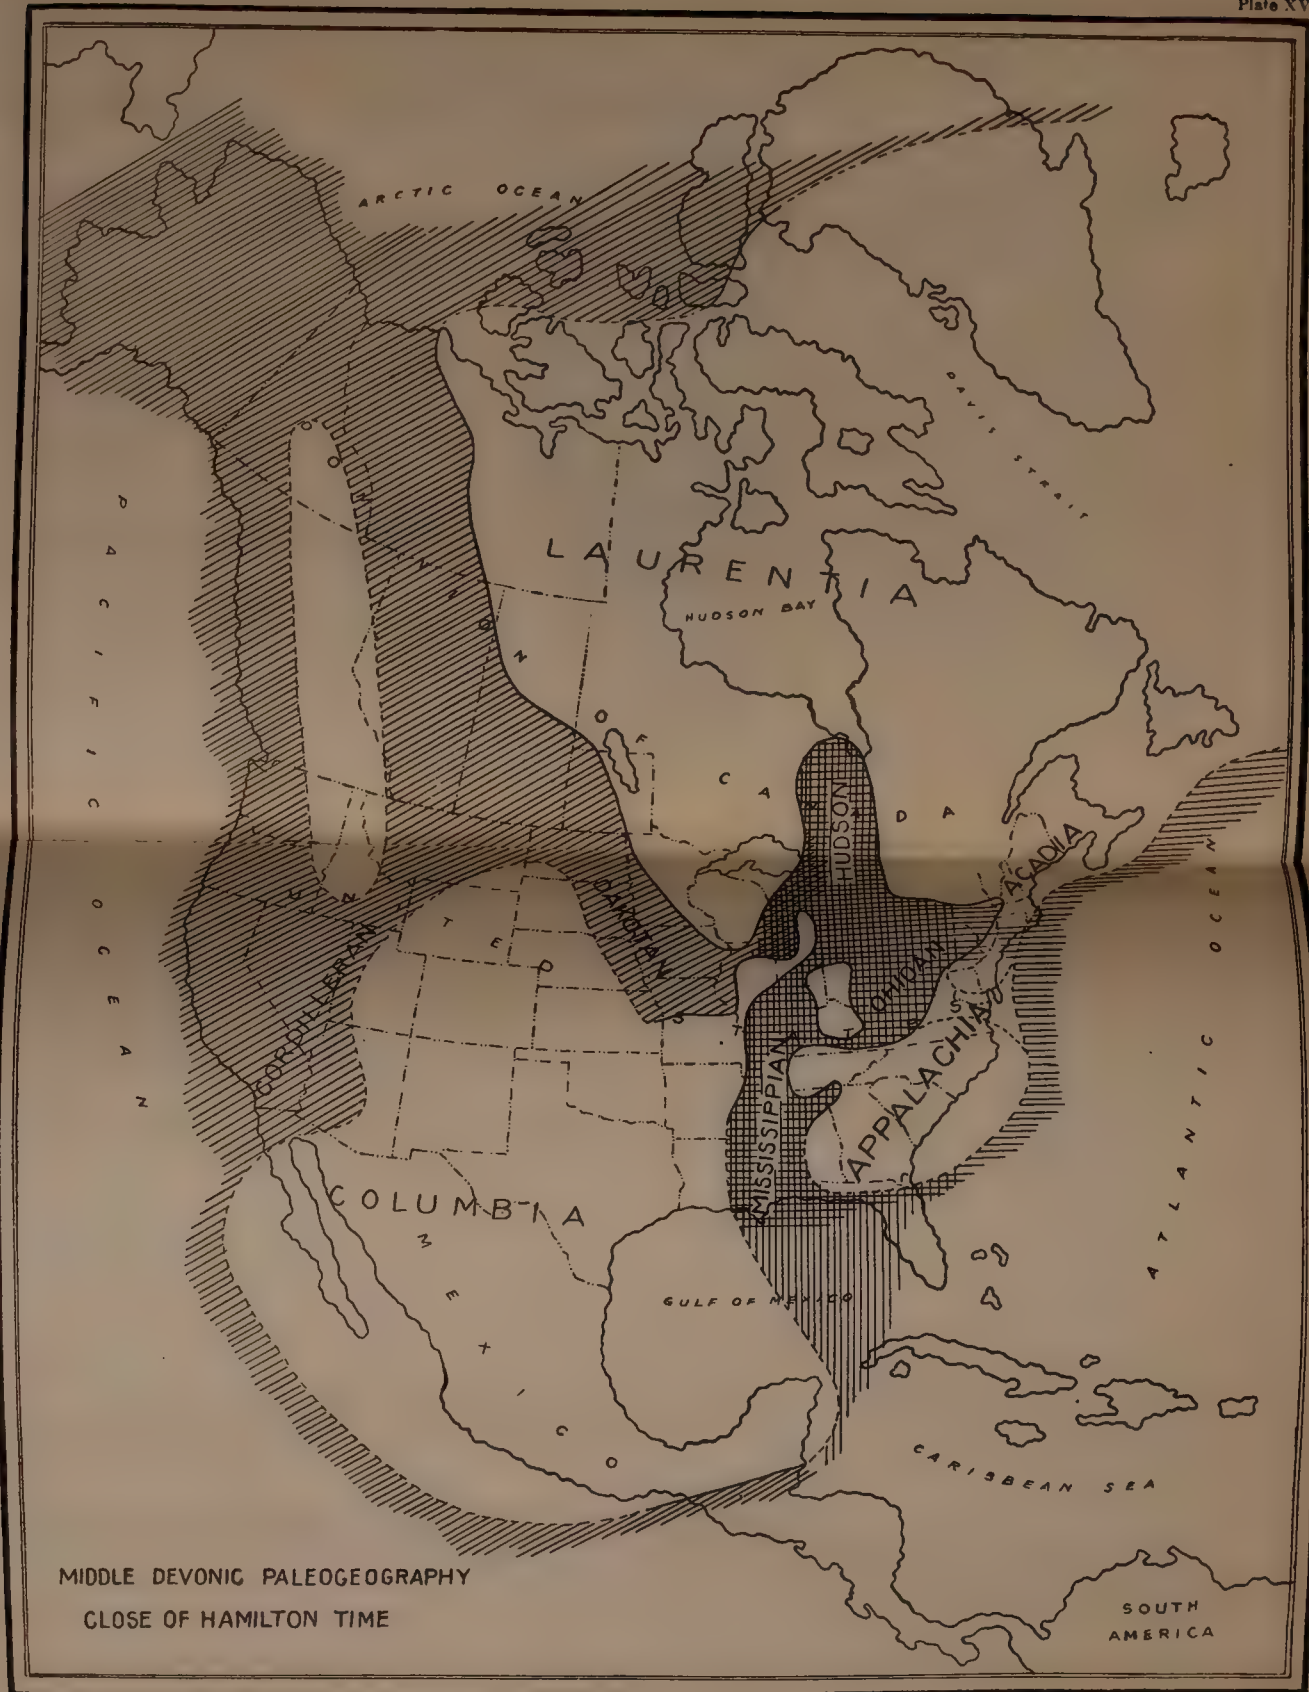 Plate XV
ARCTIC OCEAN
DAVIS STRAIT
PACIFIC OCEAN
LAURENTIA
HUDSON BAY
DOMINION OF CANADA
HUDSON
ACADIA
UNITED STATES
DAKOTAN
CORDILLERAN
OHIOAN
MISSISSIPPIAN
APPALACHIA
ATLANTIC OCEAN
COLUMBIA
MEXICO
GULF OF MEXICO
CARIBBEAN SEA
MIDDLE DEVONIC PALEOGEOGRAPHY
CLOSE OF HAMILTON TIME
SOUTH
AMERICA